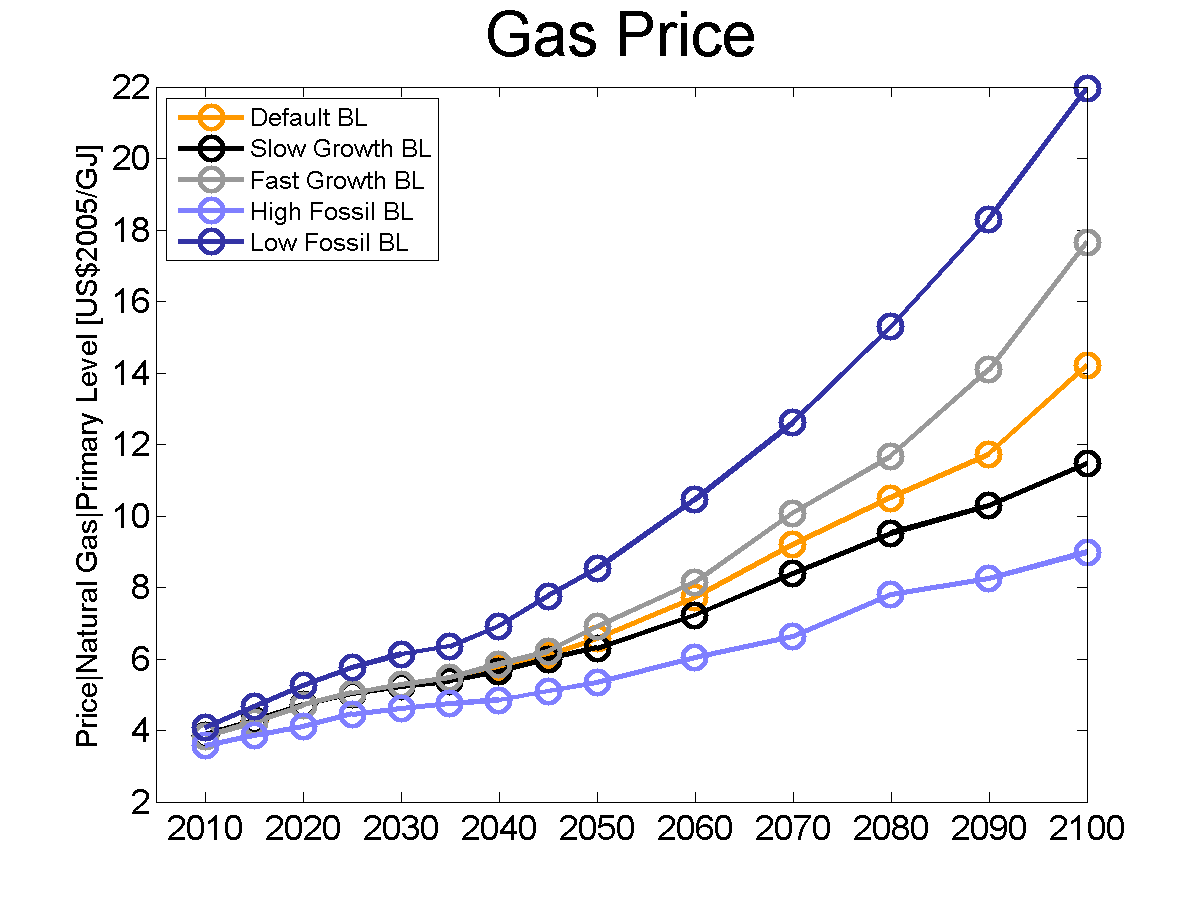 Gas Price
Price|Natural Gas|Primary Level [US$2005/GJ]
22
20
18
16
14
12
10
8
6
4
2
Default BL
Slow Growth BL
Fast Growth BL
High Fossil BL
Low Fossil BL
2010 2020 2030 2040 2050 2060 2070 2080 2090 2100